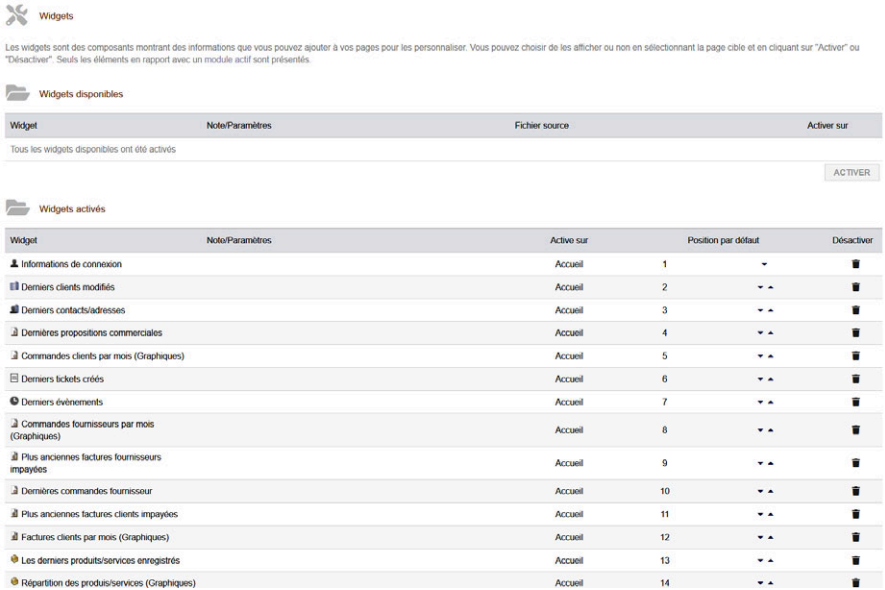 Widgets
Les widgets sont des composants montrant des informations que vous pouvez ajouter à vos pages pour les personnaliser. Vous pouvez choisir de les afficher ou non en sélectionnant la page cible et en cliquant sur "Activer" ou
"Désactiver". Seuls les éléments en rapport avec un module actif sont présentés.
Widgets disponibles
Widget Note/Paramètres Fichier source Activer sur
Tous les widgets disponibles ont été activés
ACTIVER
Widgets activés
Widget Note/Paramètres Active sur Position par défaut Désactiver
Informations de connexion Accueil 1
Derniers clients modifiés Accueil 2
Derniers contacts/adresses Accueil 3
Dernières propositions commerciales Accueil 4
Commandes clients par mois (Graphiques) Accueil 5
Derniers tickets créés Accueil 6
Derniers évènements Accueil 7
Commandes fournisseurs par mois
(Graphiques) Accueil 8
Plus anciennes factures fournisseurs
impayées Accueil 9
Dernières commandes fournisseur Accueil 10
Plus anciennes factures clients impayées Accueil 11
Factures clients par mois (Graphiques) Accueil 12
Les derniers produits/services enregistrés Accueil 13
Répartition des produis/services (Graphiques) Accueil 14